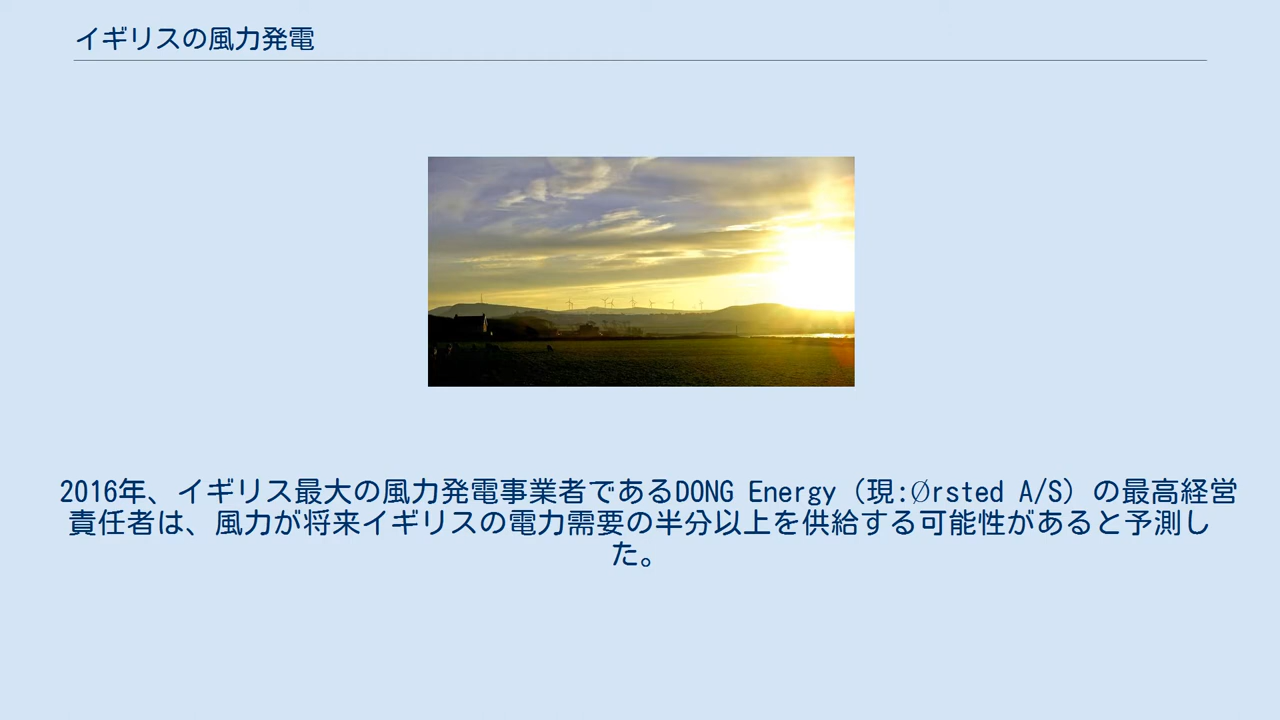 イギリスの風力発電
2016年、イギリス最大の風力発電事業者であるDONG Energy（現:Ørsted A/S）の最高経営
責任者は、風力が将来イギリスの電力需要の半分以上を供給する可能性があると予測し
た。